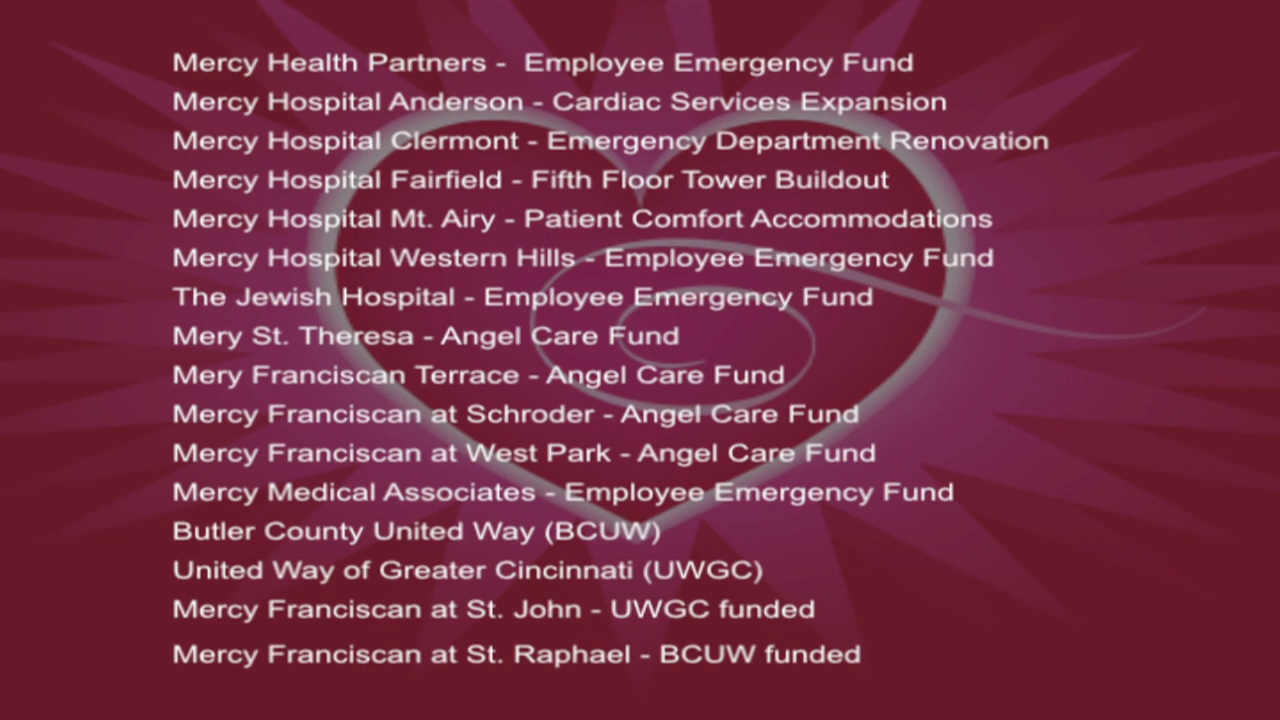 Mercy Health Partners -  Employee Emergency Fund
Mercy Hospital Anderson - Cardiac Services Expansion
Mercy Hospital Clermont - Emergency Department Renovation
Mercy Hospital Fairfield - Fifth Floor Tower Buildout
Mercy Hospital Mt. Airy - Patient Comfort Accommodations
Mercy Hospital Western Hills - Employee Emergency Fund
The Jewish Hospital - Employee Emergency Fund
Mery St. Theresa - Angel Care Fund
Mery Franciscan Terrace - Angel Care Fund
Mercy Franciscan at Schroder - Angel Care Fund
Mercy Franciscan at West Park - Angel Care Fund
Mercy Medical Associates - Employee Emergency Fund
Butler County United Way (BCUW)
United Way of Greater Cincinnati (UWGC)
Mercy Franciscan at St. John - UWGC funded
Mercy Franciscan at St. Raphael - BCUW funded